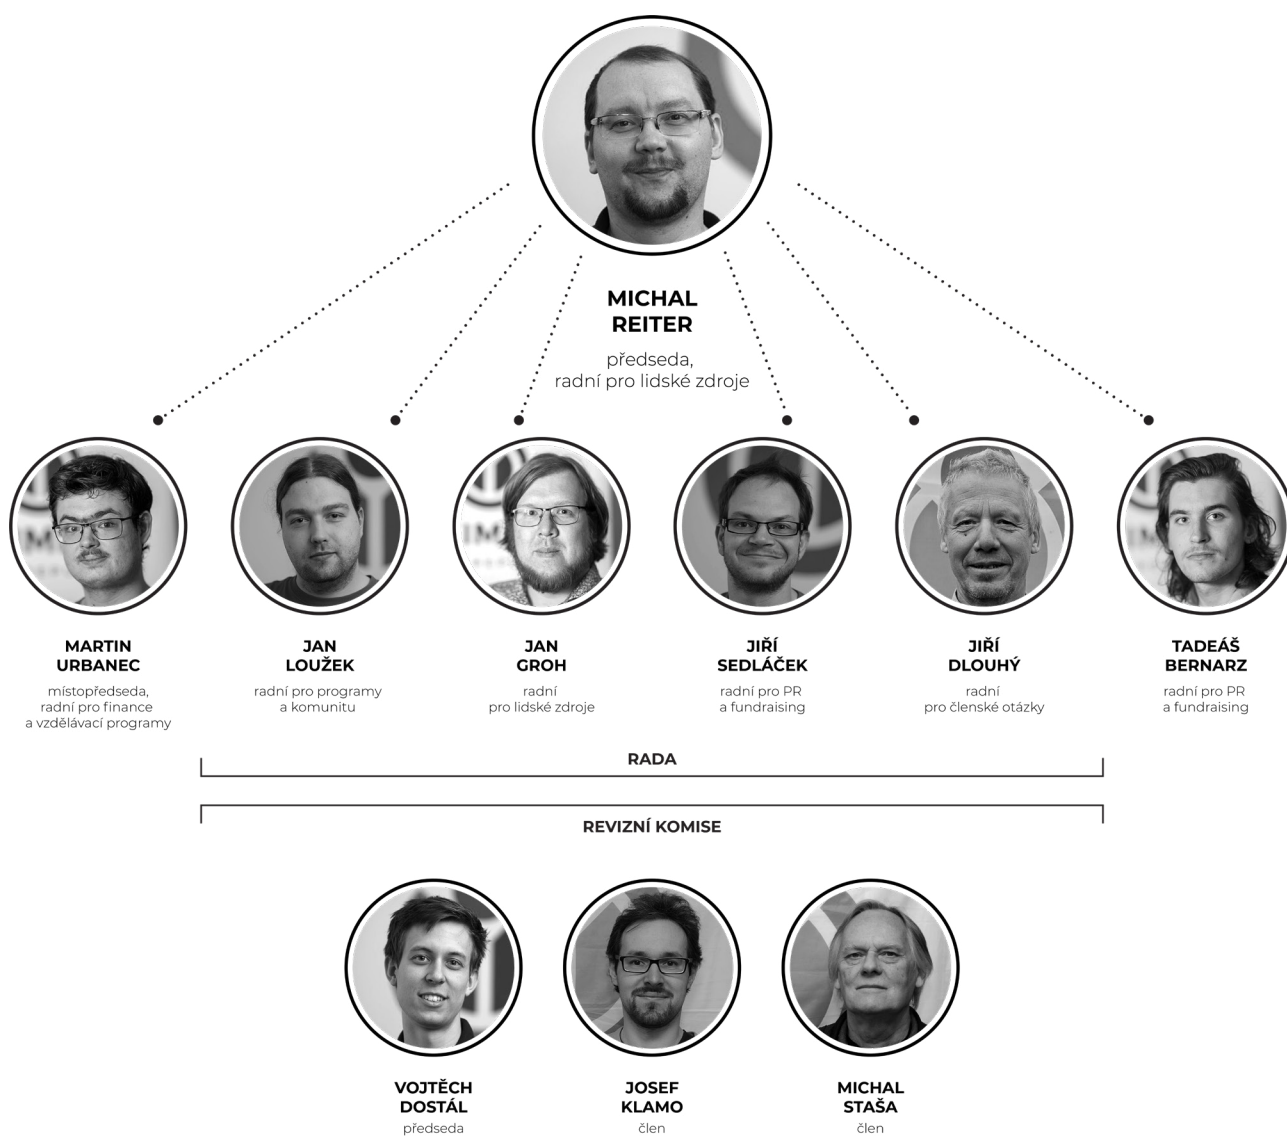 MICHAL
REITER
předseda,
radní pro lidské zdroje
MARTIN
URBANEC
místopředseda,
radní pro finance
a vzdělávací programy
JAN
LOUŽEK
radní pro programy
a komunitu
JAN
GROH
radní
pro lidské zdroje
JIŘÍ
SEDLÁČEK
radní pro PR
a fundraising
JIŘÍ
DLOUHÝ
radní
pro členské otázky
TADEÁŠ
BERNARZ
radní pro PR
a fundraising
RADA
REVIZNÍ KOMISE
VOJTĚCH
DOSTÁL
předseda
JOSEF
KLAMO
člen
MICHAL
STAŠA
člen